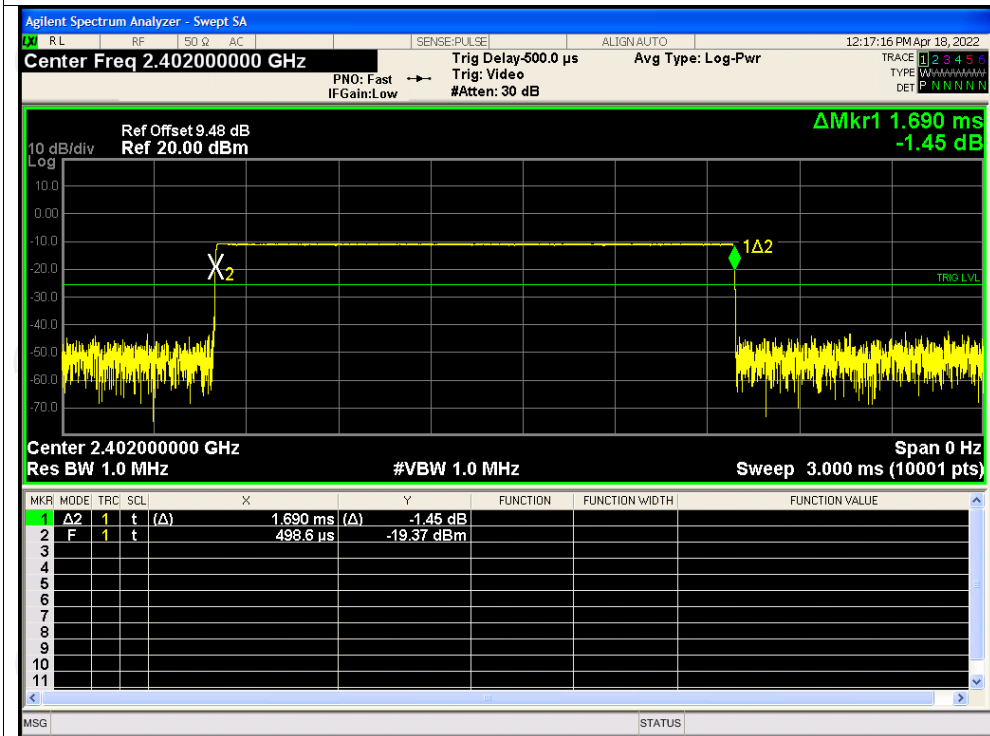 Agilent Spectrum Analyzer - Swept SA
LXI RL RF 50 Ω AC SENSE:PULSE ALIGNAUTO 12:17:16 PM Apr 18, 2022
Center Freq 2.402000000 GHz Trig Delay-500.0 µs Avg Type: Log-Pwr TRACE 1 2 3 4 5 6
PNO: Fast Trig: Video TYPE WWWWWW
IFGain:Low #Atten: 30 dB DET P N N N N N
ΔMkr1 1.690 ms
Ref Offset 9.48 dB
10 dB/div Ref 20.00 dBm -1.45 dB
Log
10.0
0.00
-10.0
1Δ2
-20.0
2
TRIG LVL
-30.0
-40.0
-50.0
-60.0
-70.0
Center 2.402000000 GHz Span 0 Hz
Res BW 1.0 MHz #VBW 1.0 MHz Sweep 3.000 ms (10001 pts)
MKR MODE TRC SCL X Y FUNCTION FUNCTION WIDTH FUNCTION VALUE
1 Δ2 1 t (Δ) 1.690 ms (Δ) -1.45 dB
2 F 1 t 498.6 µs -19.37 dBm
3
4
5
6
7
8
9
10
11
MSG STATUS